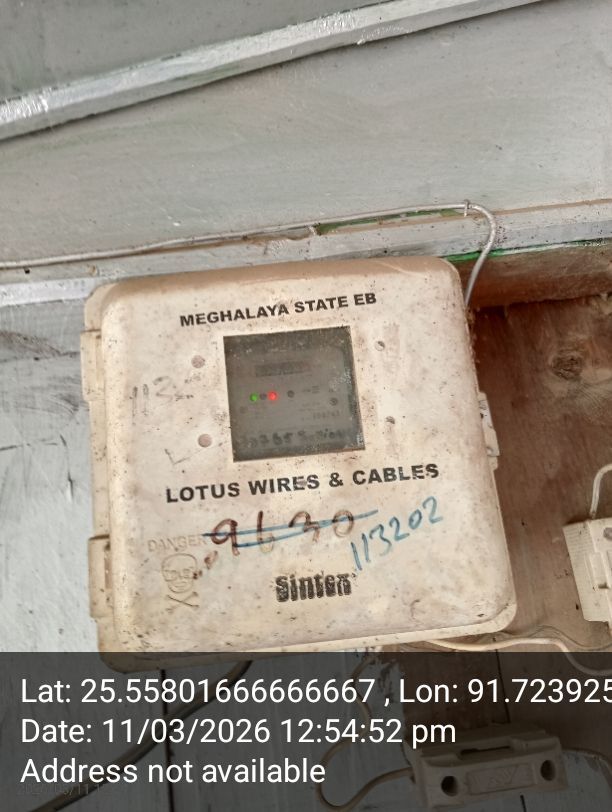 MEGHALAYA STATE EB
LOTUS WIRES & CABLES
DANGER
9630
113202
Sintex
Lat: 25.55801666666667 , Lon: 91.723925
Date: 11/03/2026 12:54:52 pm
Address not available